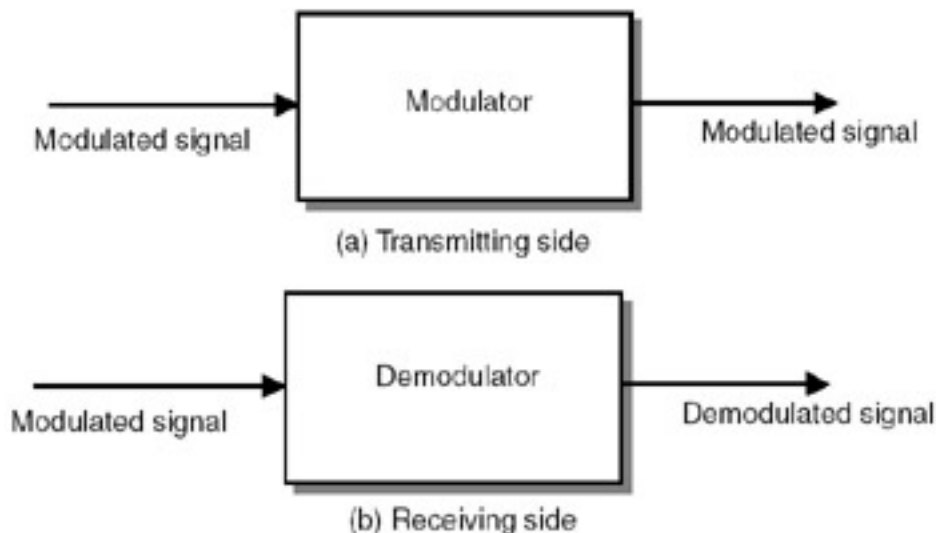 Modulator
Modulated signal
Modulated signal
(a) Transmitting side
Demodulator
Modulated signal
Demodulated signal
(b) Receiving side